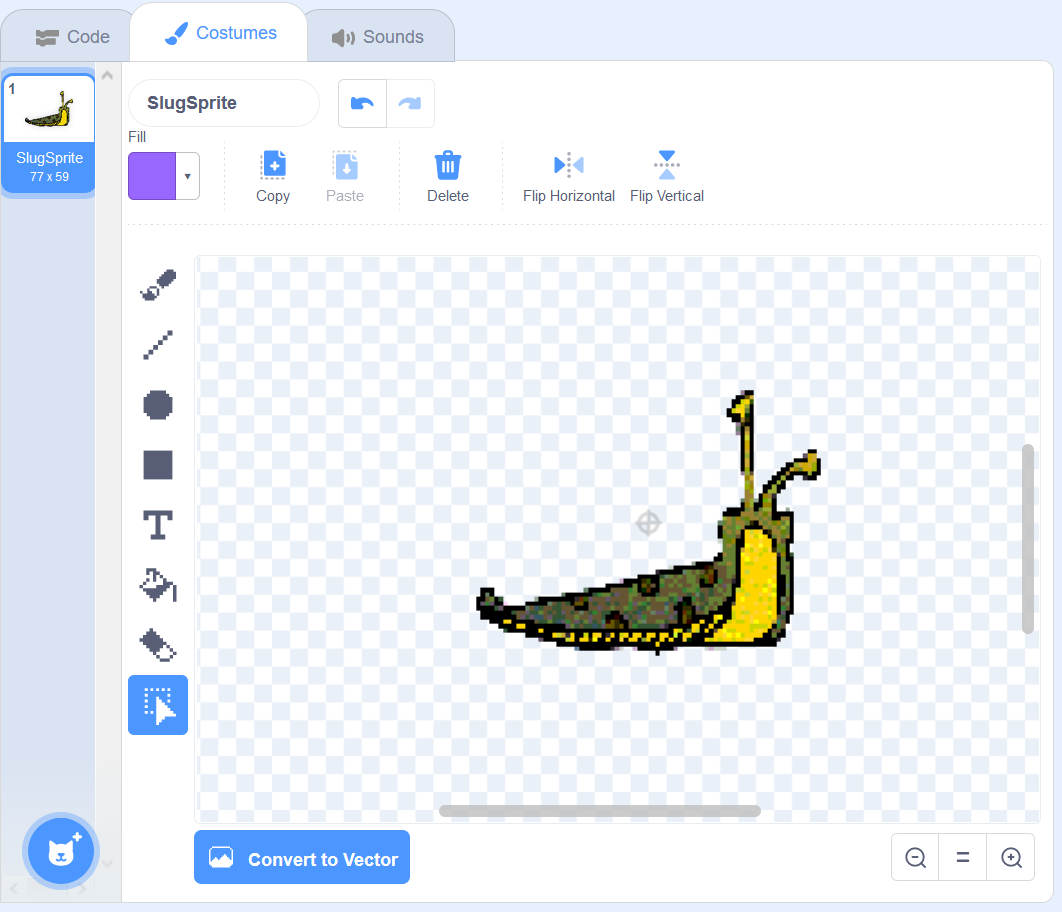 Code
Costumes
Sounds
1
SlugSprite
77 x 59
SlugSprite
Fill
Copy
Paste
Delete
Flip Horizontal
Flip Vertical
T
Convert to Vector